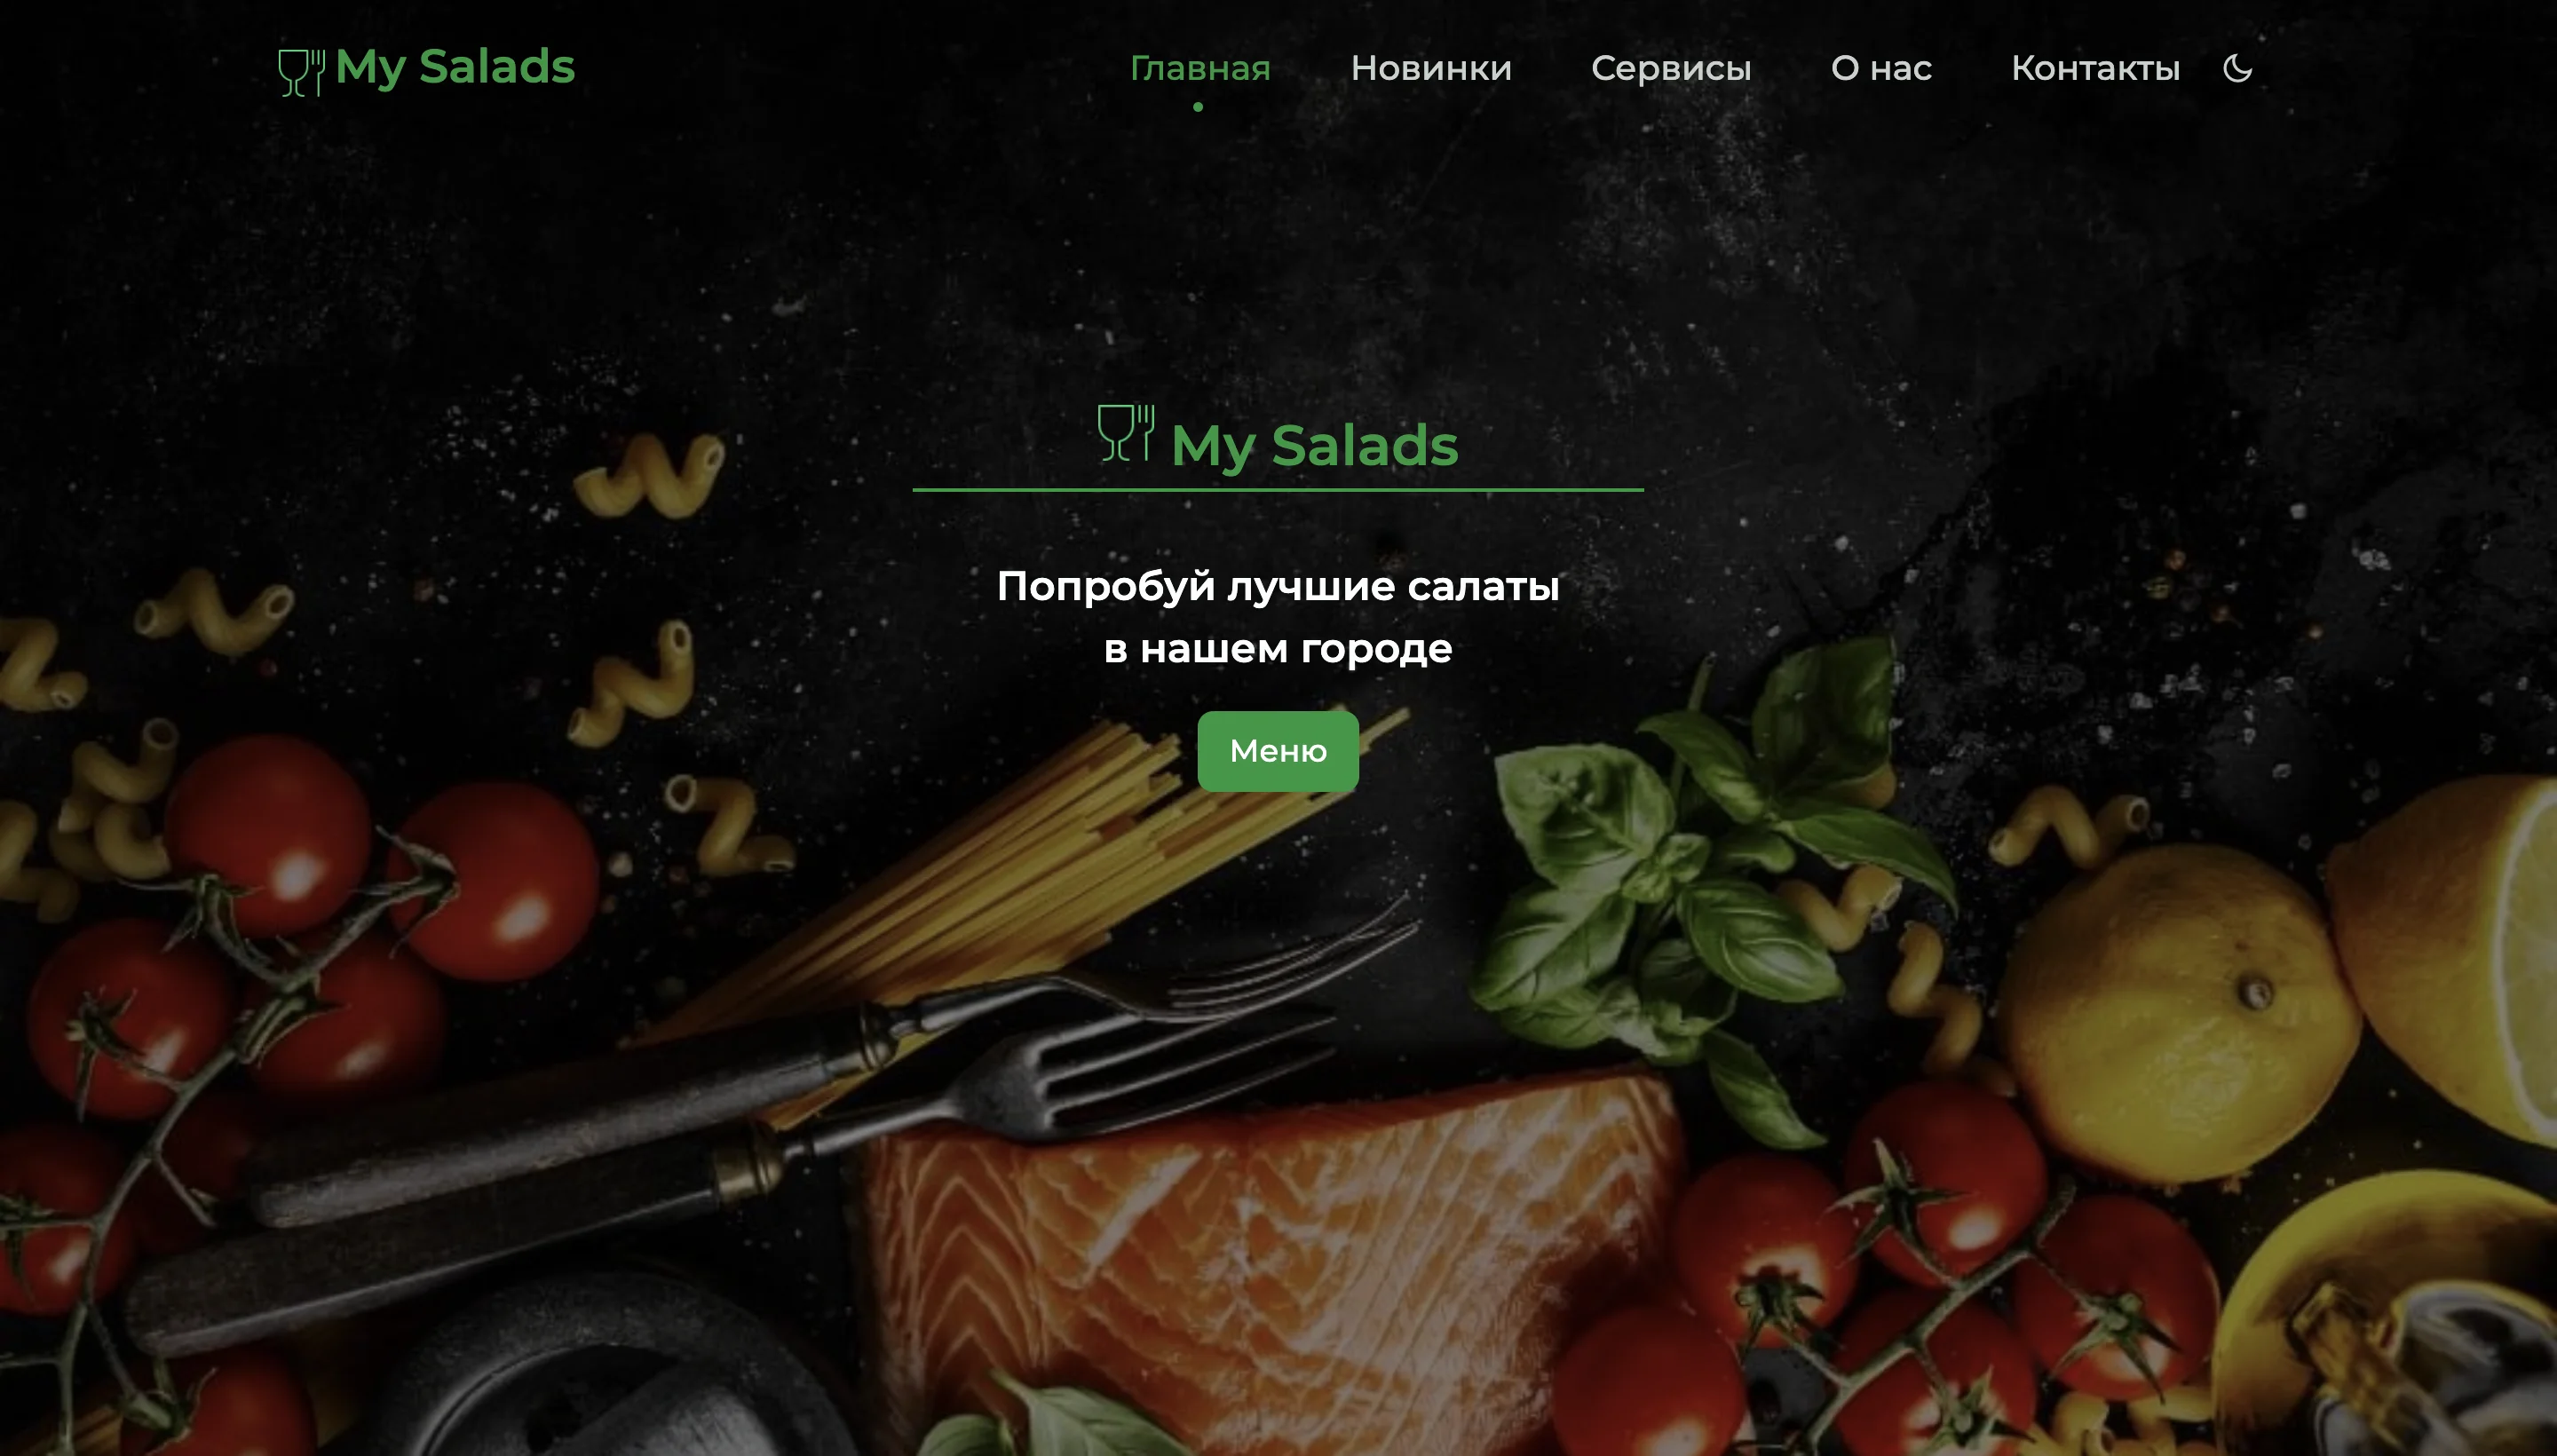 My Salads
Главная Новинки Сервисы О нас Контакты
My Salads
Попробуй лучшие салаты
в нашем городе
Меню